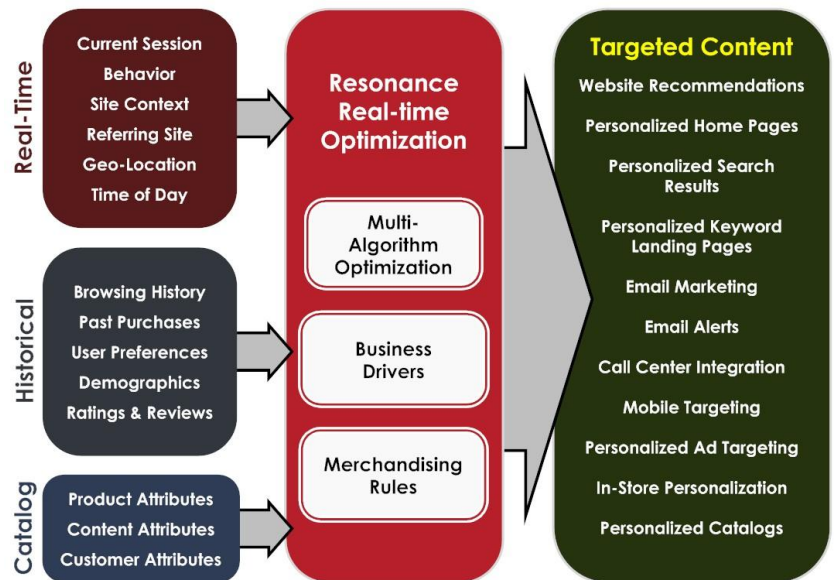 Real-Time
Current Session
Behavior
Site Context
Referring Site
Geo-Location
Time of Day
Historical
Browsing History
Past Purchases
User Preferences
Demographics
Ratings & Reviews
Catalog
Product Attributes
Content Attributes
Customer Attributes
Resonance
Real-time
Optimization
Multi-
Algorithm
Optimization
Business
Drivers
Merchandising
Rules
Targeted Content
Website Recommendations
Personalized Home Pages
Personalized Search
Results
Personalized Keyword
Landing Pages
Email Marketing
Email Alerts
Call Center Integration
Mobile Targeting
Personalized Ad Targeting
In-Store Personalization
Personalized Catalogs